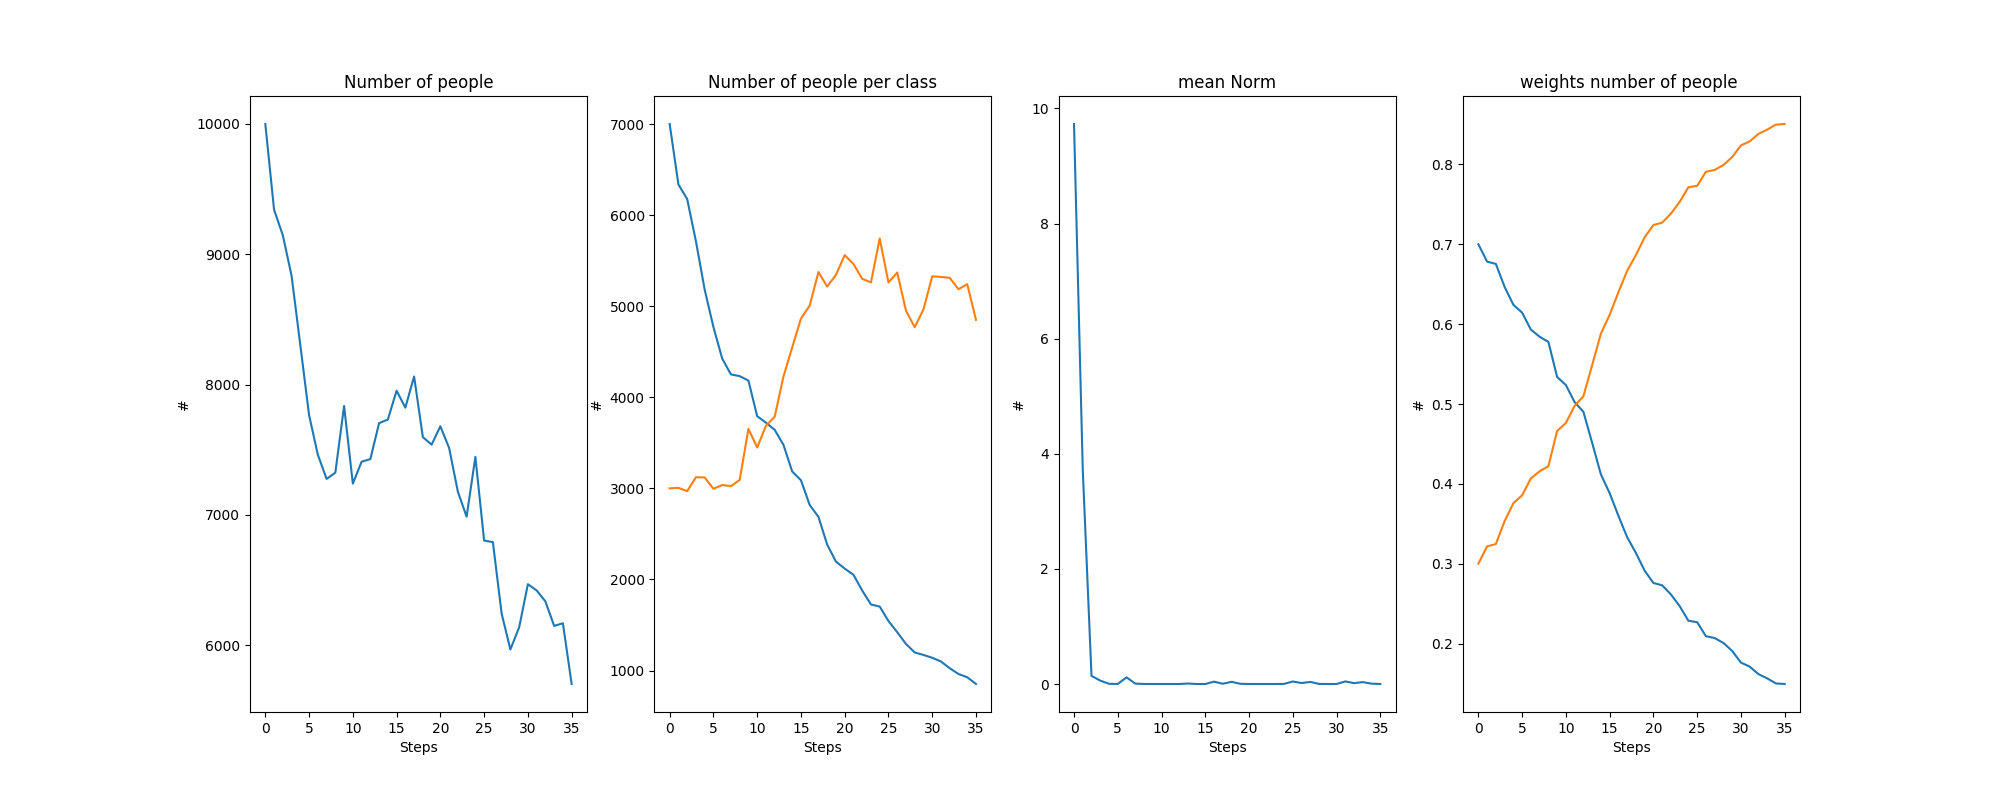 Number of people
10000
9000
8000
7000
6000
#
0 5 10 15 20 25 30 35
Steps
Number of people per class
7000
6000
5000
4000
3000
2000
1000
#
0 5 10 15 20 25 30 35
Steps
mean Norm
10
8
6
4
2
0
#
0 5 10 15 20 25 30 35
Steps
weights number of people
0.8
0.7
0.6
0.5
0.4
0.3
0.2
#
0 5 10 15 20 25 30 35
Steps